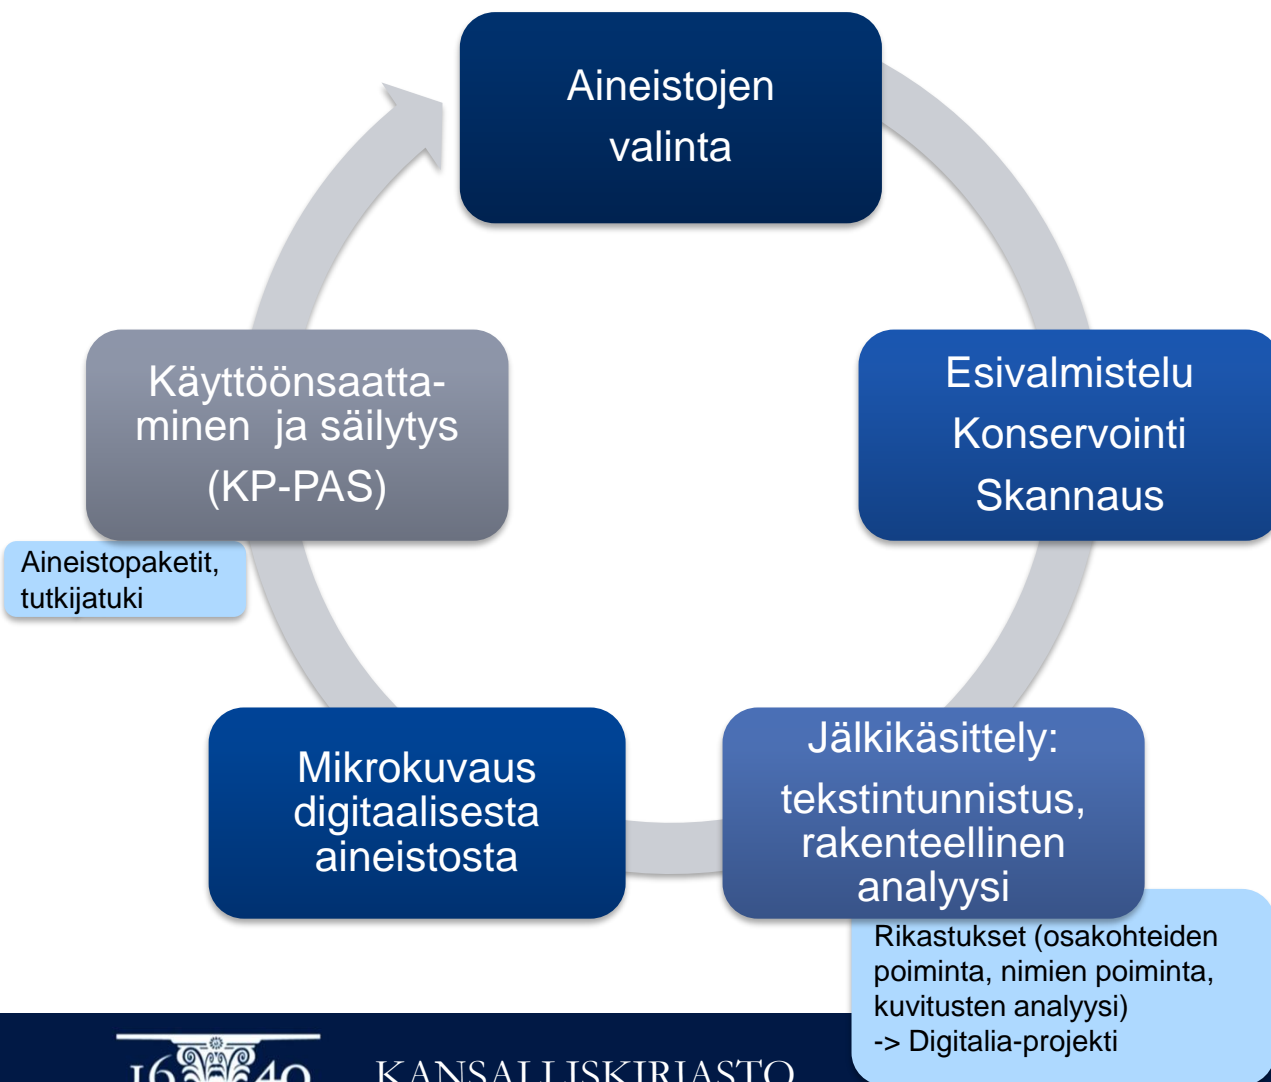 Aineistojen
valinta
Esivalmistelu
Konservointi
Skannaus
Jälkikäsittely:
tekstintunnistus,
rakenteellinen
analyysi
Rikastukset (osakohteiden
poiminta, nimien poiminta,
kuvitusten analyysi)
-> Digitalia-projekti
Mikrokuvaus
digitaalisesta
aineistosta
Käyttöönsaatta-
minen ja säilytys
(KP-PAS)
Aineistopaketit,
tutkijatuki
1640
KANSALLISKIRJASTO